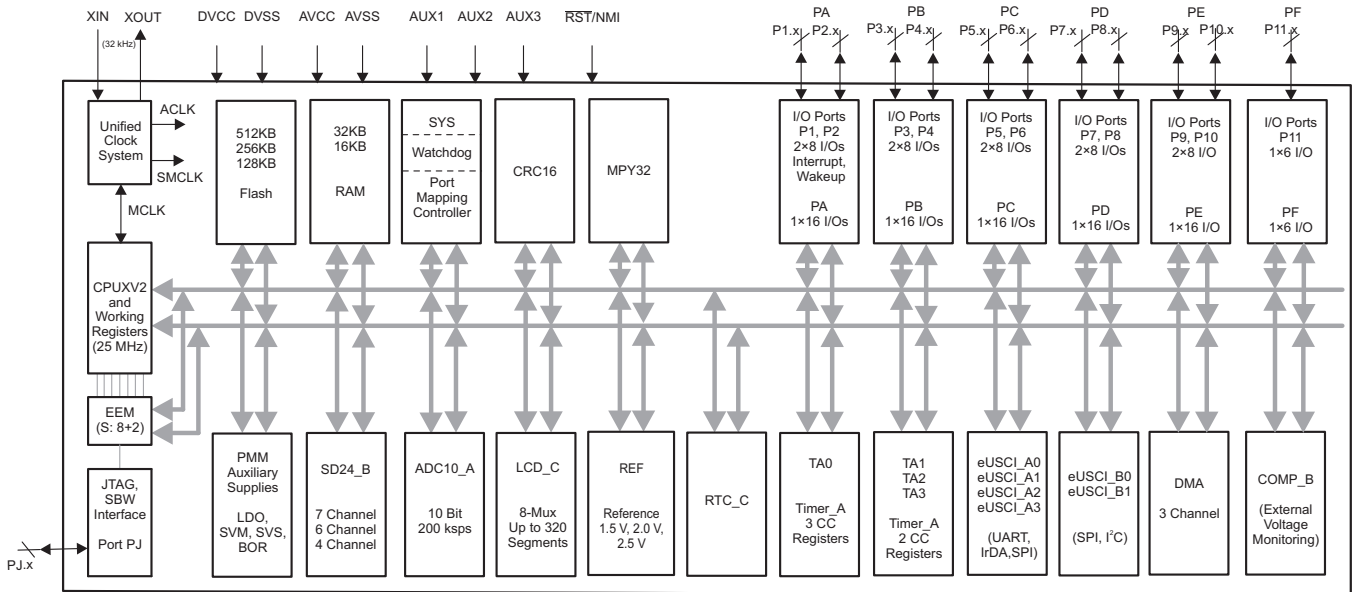 XIN
XOUT
(32 kHz)
DVCC
DVSS
AVCC
AVSS
AUX1
AUX2
AUX3
RST/NMI
PA
P1.x
P2.x
PB
P3.x
P4.x
PC
P5.x
P6.x
PD
P7.x
P8.x
PE
P9.x
P10.x
PF
P11.x
Unified
Clock
System
ACLK
SMCLK
MCLK
512KB
256KB
128KB
Flash
32KB
16KB
RAM
SYS
Watchdog
Port
Mapping
Controller
CRC16
MPY32
I/O Ports
P1, P2
2×8 I/Os
Interrupt,
Wakeup
PA
1×16 I/Os
I/O Ports
P3, P4
2×8 I/Os
PB
1×16 I/Os
I/O Ports
P5, P6
2×8 I/Os
PC
1×16 I/Os
I/O Ports
P7, P8
2×8 I/Os
PD
1×16 I/Os
I/O Ports
P9, P10
2×8 I/O
PE
1×16 I/O
I/O Ports
P11
1×6 I/O
PF
1×6 I/O
CPUXV2
and
Working
Registers
(25 MHz)
EEM
(S: 8+2)
JTAG,
SBW
Interface
Port PJ
PJ.x
PMM
Auxiliary
Supplies
LDO,
SVM, SVS,
BOR
SD24_B
7 Channel
6 Channel
4 Channel
ADC10_A
10 Bit
200 ksps
LCD_C
8-Mux
Up to 320
Segments
REF
Reference
1.5 V, 2.0 V,
2.5 V
RTC_C
TA0
Timer_A
3 CC
Registers
TA1
TA2
TA3
Timer_A
2 CC
Registers
eUSCI_A0
eUSCI_A1
eUSCI_A2
eUSCI_A3
(UART,
IrDA,SPI)
eUSCI_B0
eUSCI_B1
(SPI, I²C)
DMA
3 Channel
COMP_B
(External
Voltage
Monitoring)